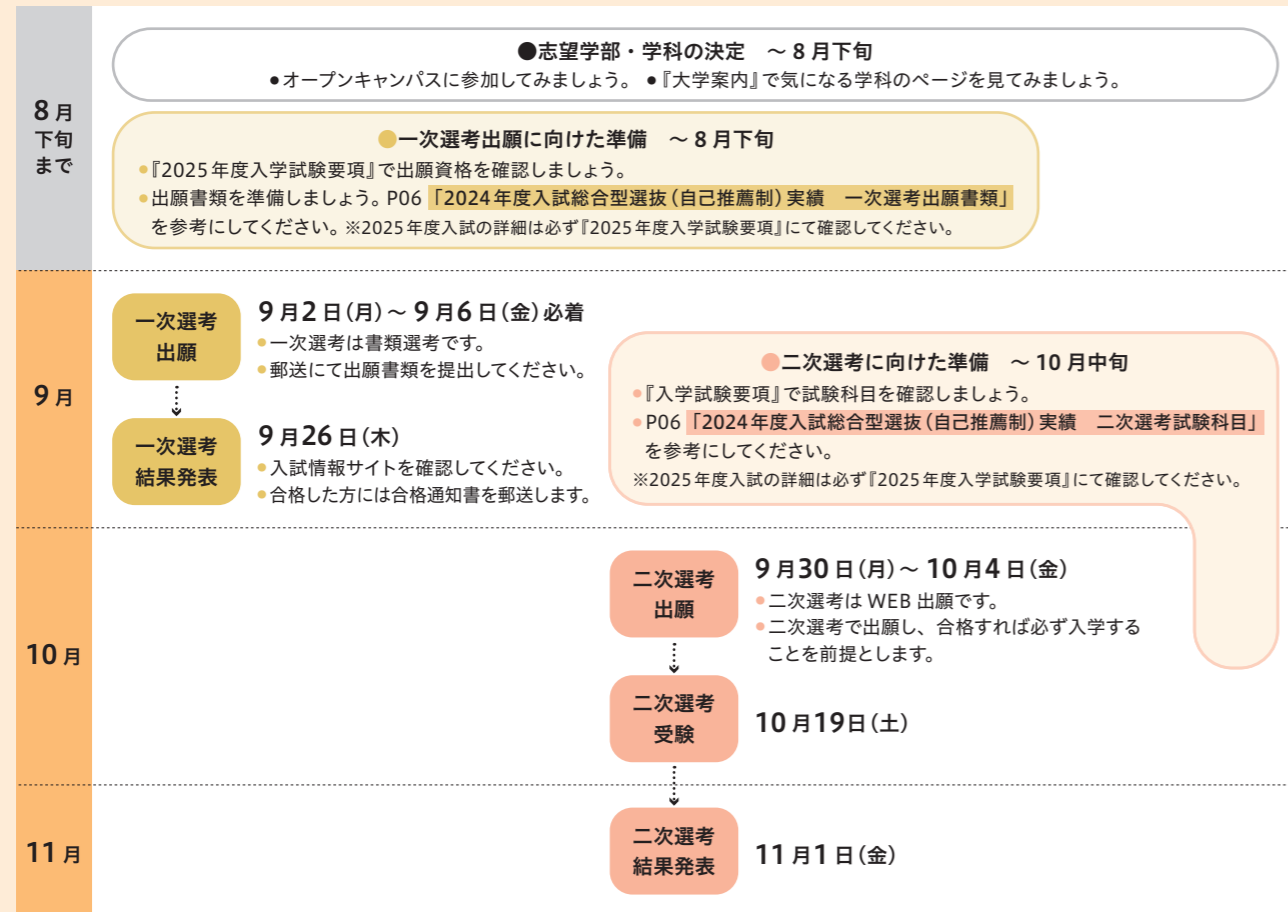 8月
下旬
まで
●志望学部・学科の決定　～8月下旬
●オープンキャンパスに参加してみましょう。 ●『大学案内』で気になる学科のページを見てみましょう。
●一次選考出願に向けた準備　～8月下旬
●『2025年度入学試験要項』で出願資格を確認しましょう。
●出願書類を準備しましょう。P06「2024年度入試総合型選抜（自己推薦制）実績　一次選考出願書類」
を参考にしてください。※2025年度入試の詳細は必ず『2025年度入学試験要項』にて確認してください。
9月
一次選考
出願
9月2日（月）～9月6日（金）必着
●一次選考は書類選考です。
●郵送にて出願書類を提出してください。
一次選考
結果発表
9月26日（木）
●入試情報サイトを確認してください。
●合格した方には合格通知書を郵送します。
●二次選考に向けた準備　～10月中旬
●『入学試験要項』で試験科目を確認しましょう。
●P06「2024年度入試総合型選抜（自己推薦制）実績　二次選考試験科目」
を参考にしてください。
※2025年度入試の詳細は必ず『2025年度入学試験要項』にて確認してください。
10月
二次選考
出願
9月30日（月）～10月4日（金）
●二次選考はWEB出願です。
●二次選考で出願し、合格すれば必ず入学する
ことを前提とします。
二次選考
受験
10月19日（土）
11月
二次選考
結果発表
11月1日（金）